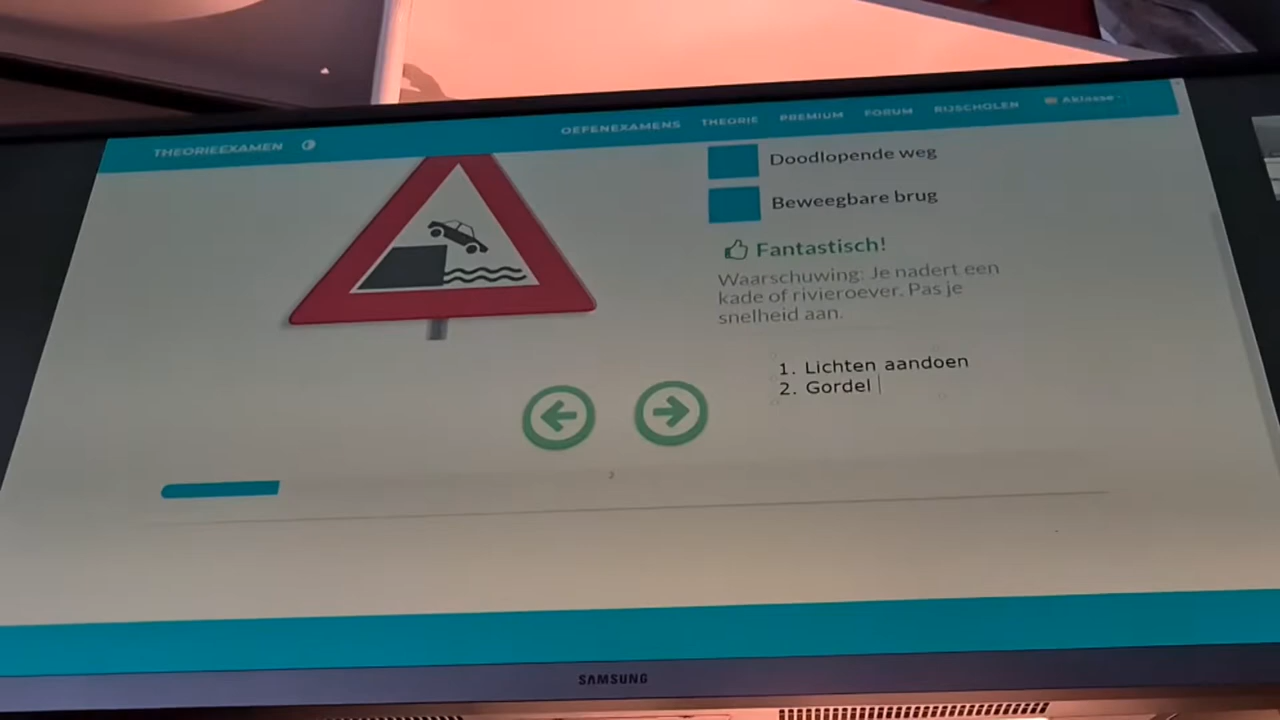 THEORIEEXAMEN
OEFENEXAMENS THEORIE PREMIUM FORUM RIJSCHOLEN Aklasse
Doodlopende weg
Beweegbare brug
Fantastisch!
Waarschuwing: Je nadert een
kade of rivieroever. Pas je
snelheid aan.
1. Lichten aandoen
2. Gordel
SAMSUNG